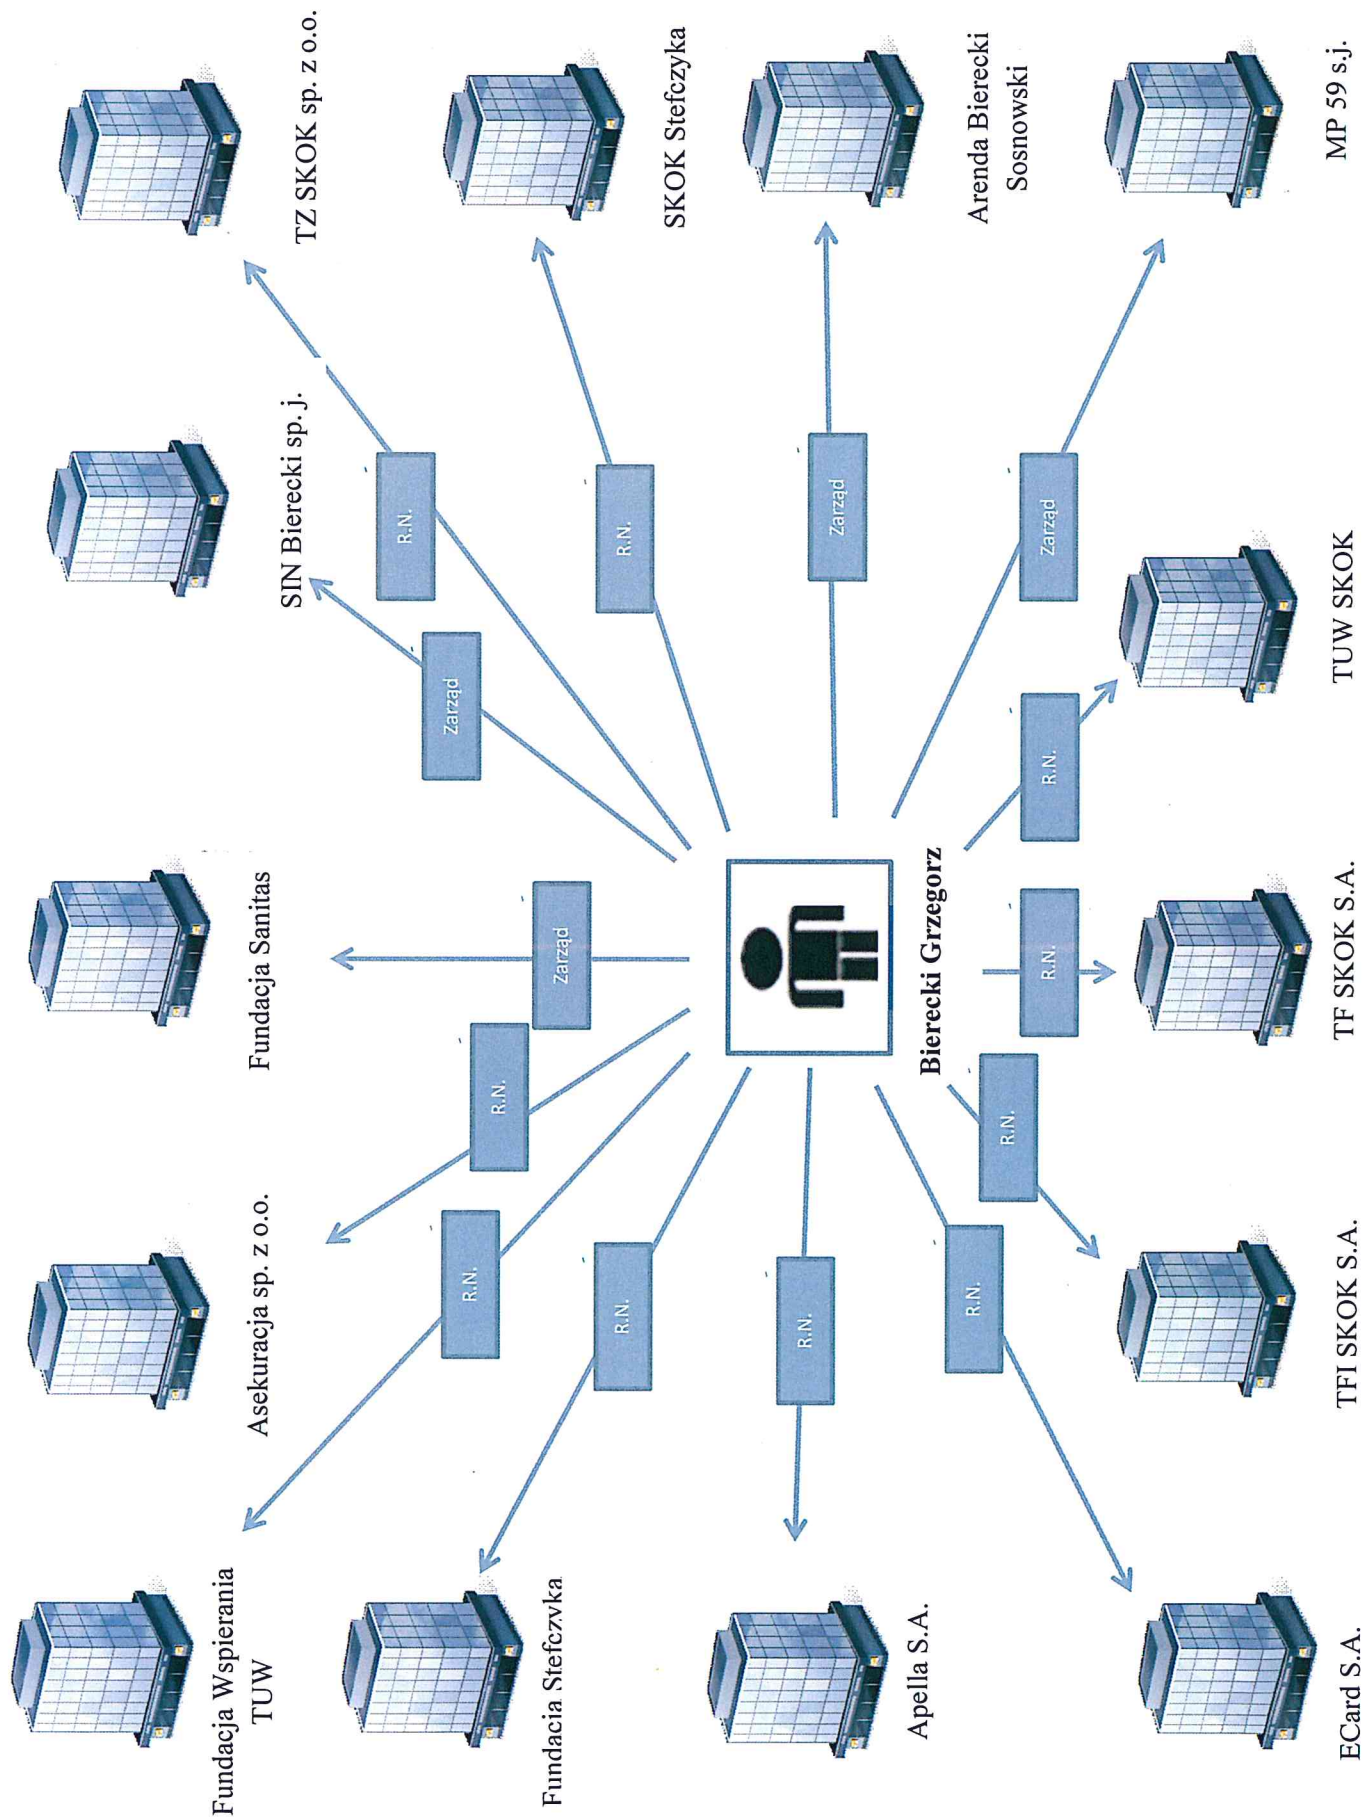 Fundacja Wspierania
TUW
Asekuracja sp. z o.o.
Fundacja Sanitas
SIN Bierecki sp. j.
TZ SKOK sp. z o.o.
R.N.
R.N.
Zarząd
Zarząd
R.N.
Fundacja Stefczyka
R.N.
R.N.
SKOK Stefczyka
Apella S.A.
R.N.
Bierecki Grzegorz
Zarząd
Arenda Bierecki
Sosnowski
R.N.
R.N.
R.N.
R.N.
Zarząd
ECard S.A.
TFI SKOK S.A.
TF SKOK S.A.
TUW SKOK
MP 59 s.j.